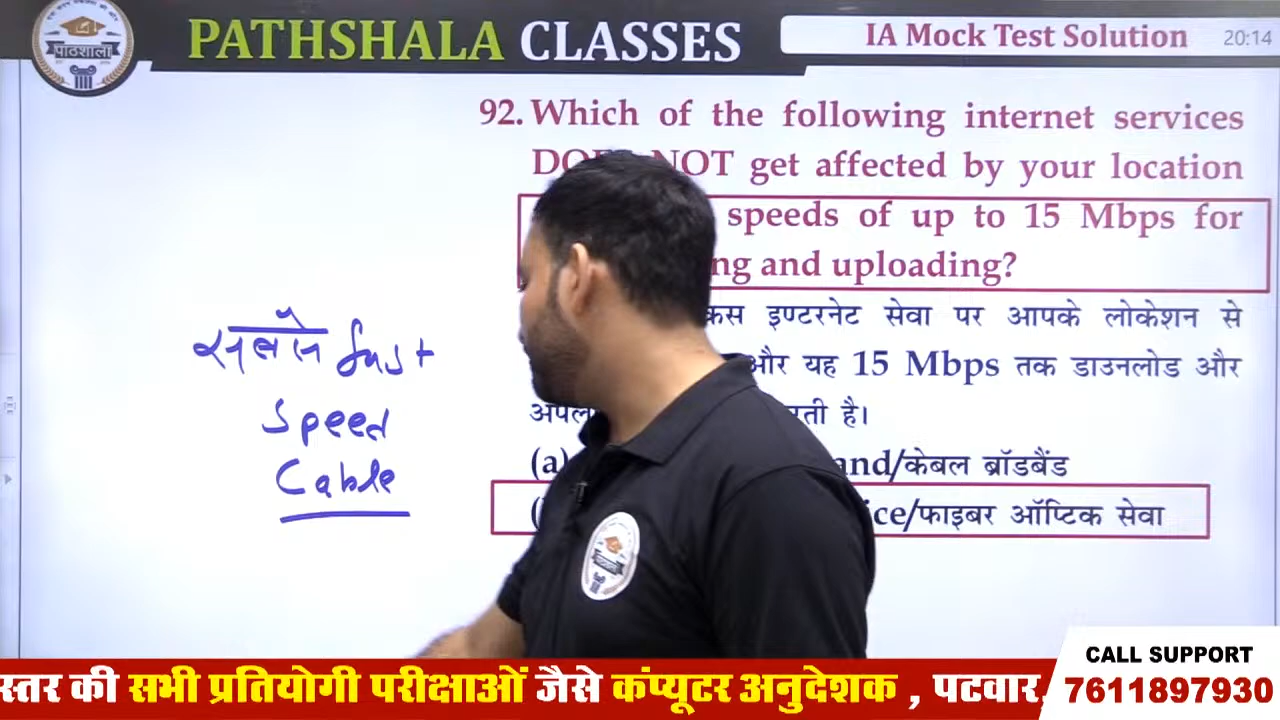 पाठशाला
PATHSHALA CLASSES
IA Mock Test Solution
20:14
92. Which of the following internet services
NOT get affected by your location
speeds of up to 15 Mbps for
and uploading?
इण्टरनेट सेवा पर आपके लोकेशन से
और यह 15 Mbps तक डाउनलोड और
है।
(a)
/केबल ब्रॉडबैंड
/फाइबर ऑप्टिक सेवा
सबसे fast
Speed
Cable
स्तर की सभी प्रतियोगी परीक्षाओं जैसे कंप्यूटर अनुदेशक , पटवार,
CALL SUPPORT
7611897930